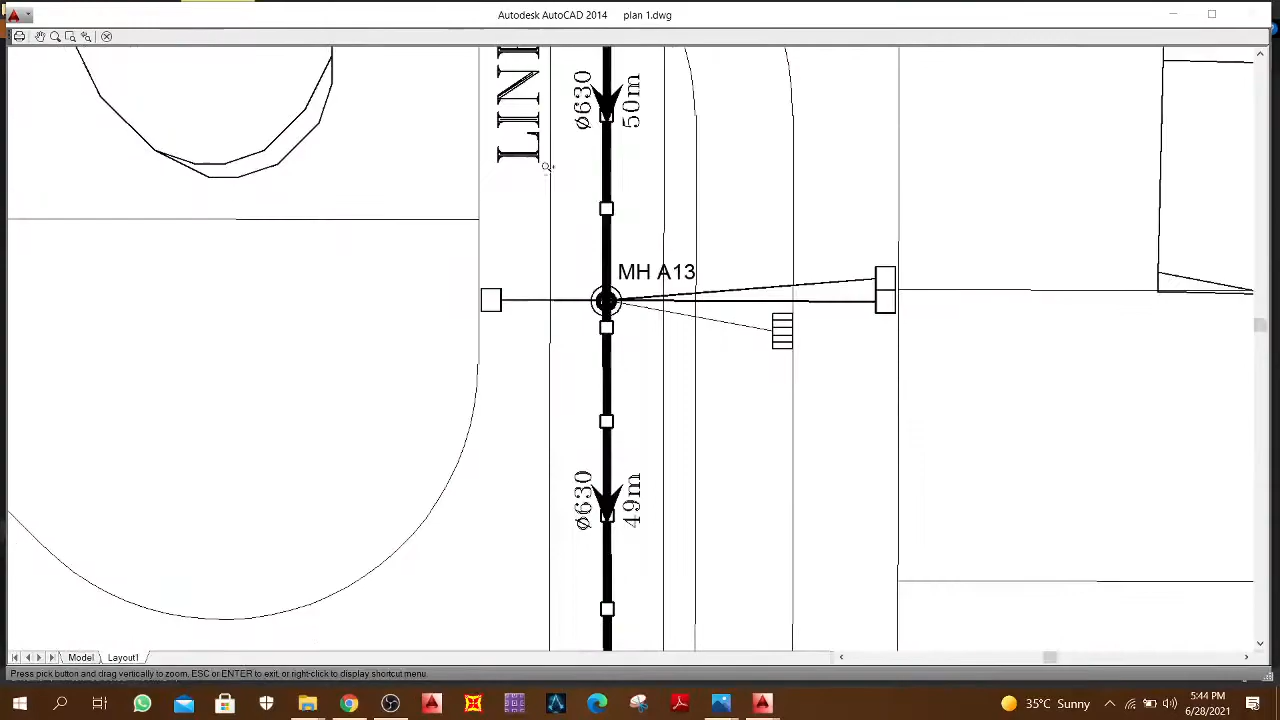 Autodesk AutoCAD 2014 plan 1.dwg
LIN
ø630
50m
MH A13
ø630
49m
Model
Layout1
Press pick button and drag vertically to zoom, ESC or ENTER to exit, or right-click to display shortcut menu.
35°C Sunny
5:44 PM
6/28/2021